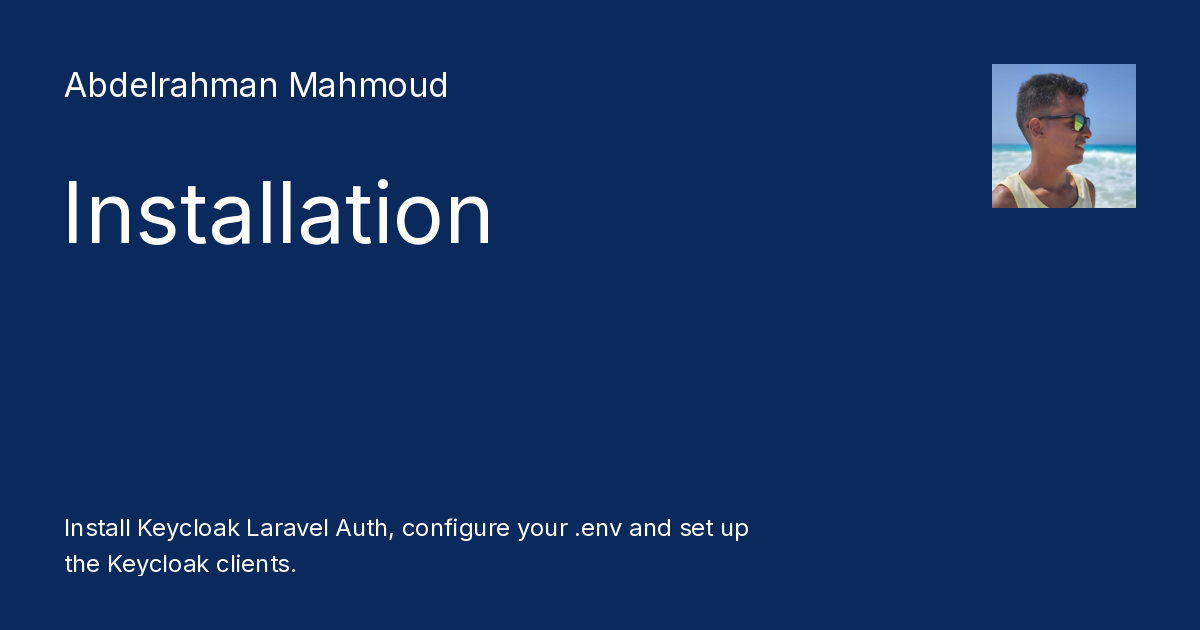 Abdelrahman Mahmoud
Installation
Install Keycloak Laravel Auth, configure your .env and set up
the Keycloak clients.